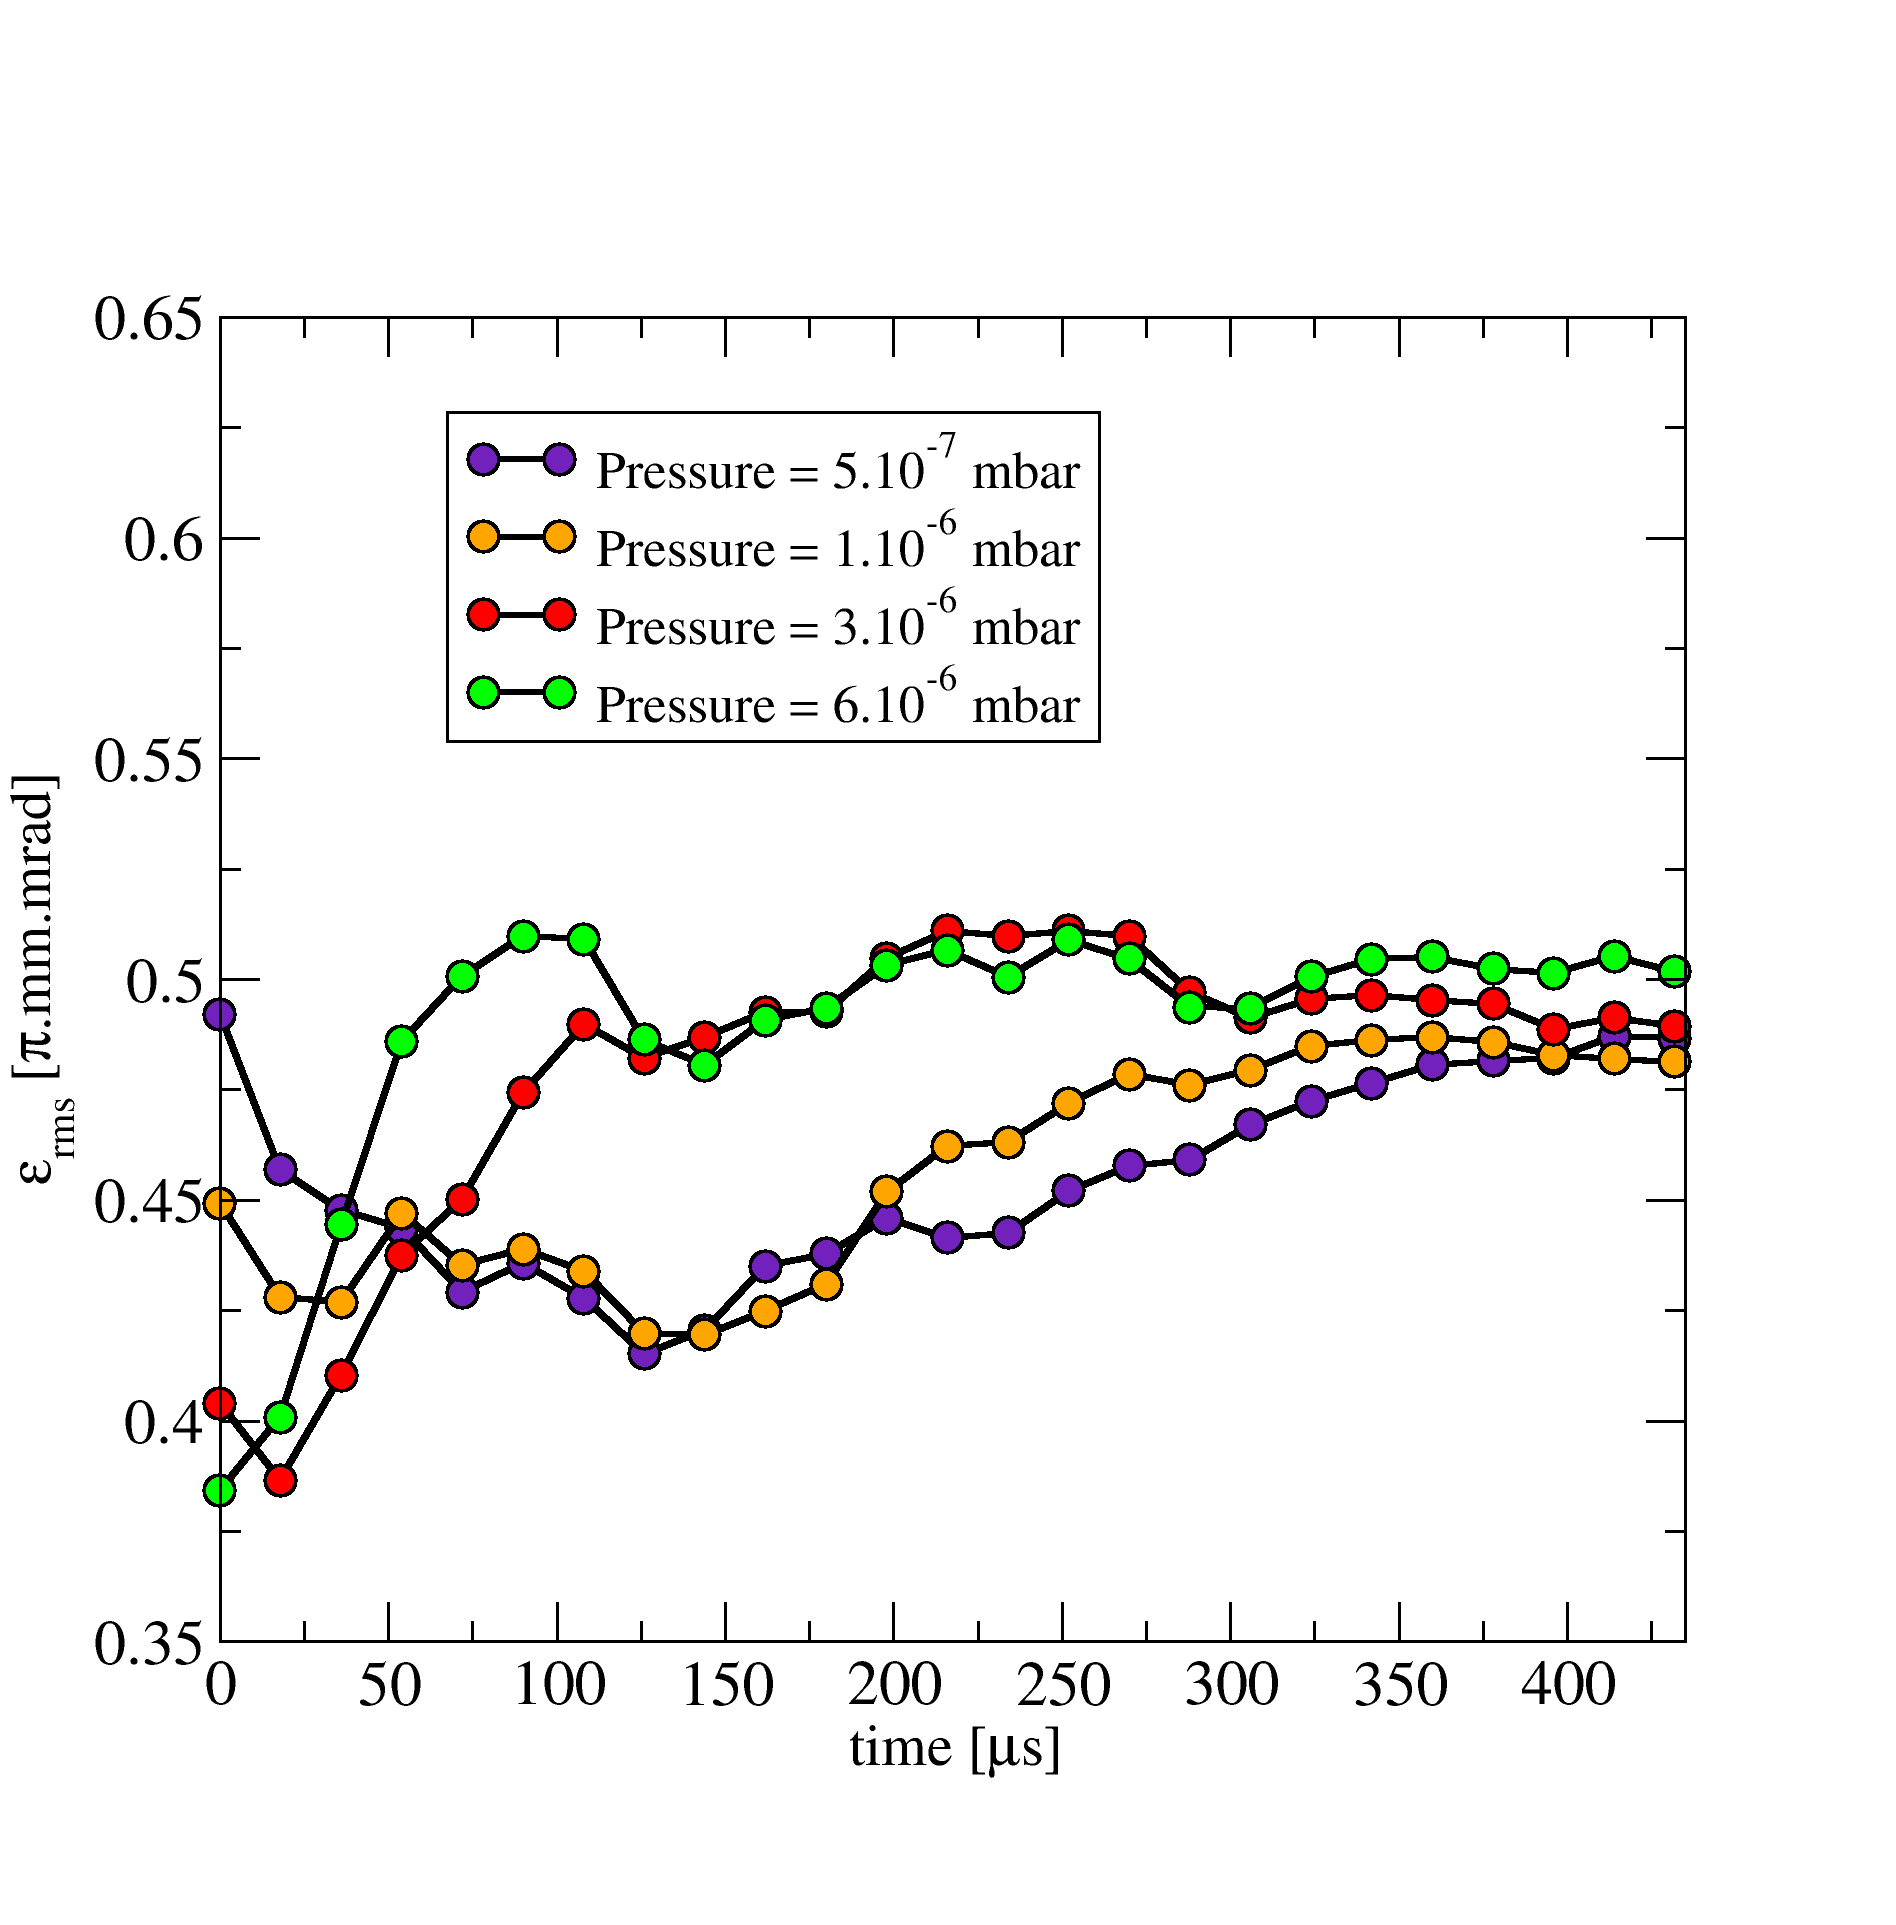 0.65
0.6
0.55
0.5
0.45
0.4
0.35
ε_rms [π.mm.mrad]
Pressure = 5.10^-7 mbar
Pressure = 1.10^-6 mbar
Pressure = 3.10^-6 mbar
Pressure = 6.10^-6 mbar
0 50 100 150 200 250 300 350 400
time [μs]